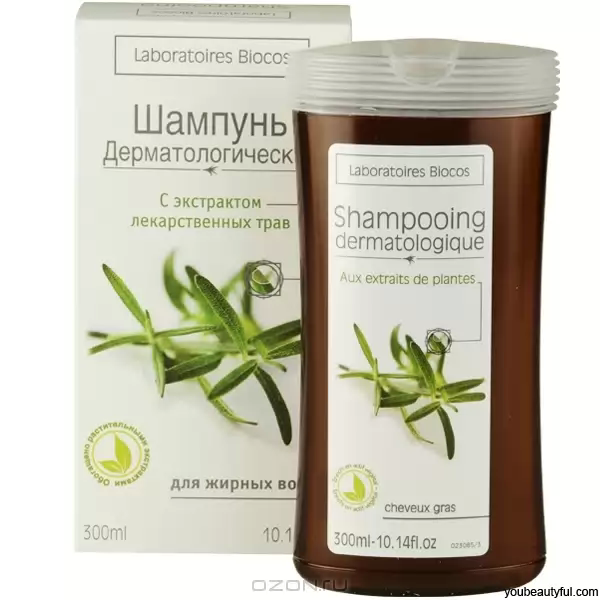 Laboratoires Biocos
Шампунь
Дерматологическ
С экстрактом
лекарственных трав
Обогащено растительными экстрактами
для жирных во
300ml
10.1
Laboratoires Biocos
Shampooing
dermatologique
Aux extraits de plantes
cheveux gras
300ml-10.14fl.oz
023085/3
ozon.ru
youbeautyful.com